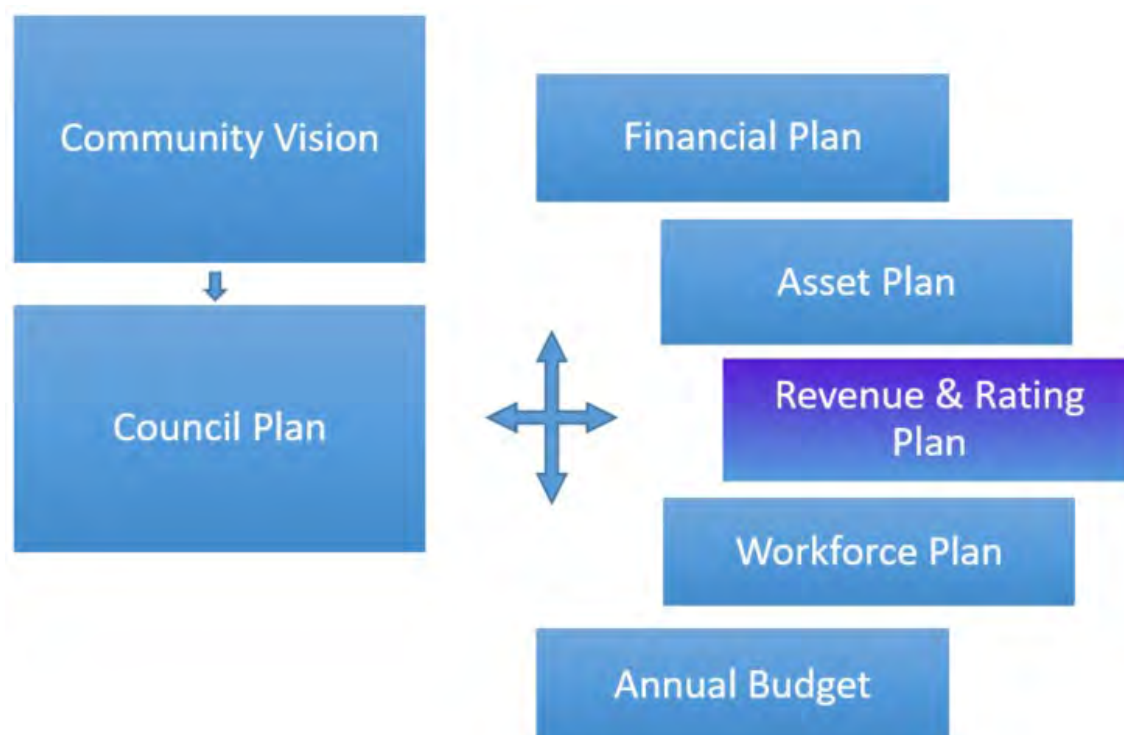 Community Vision
Council Plan
Financial Plan
Asset Plan
Revenue & Rating
Plan
Workforce Plan
Annual Budget